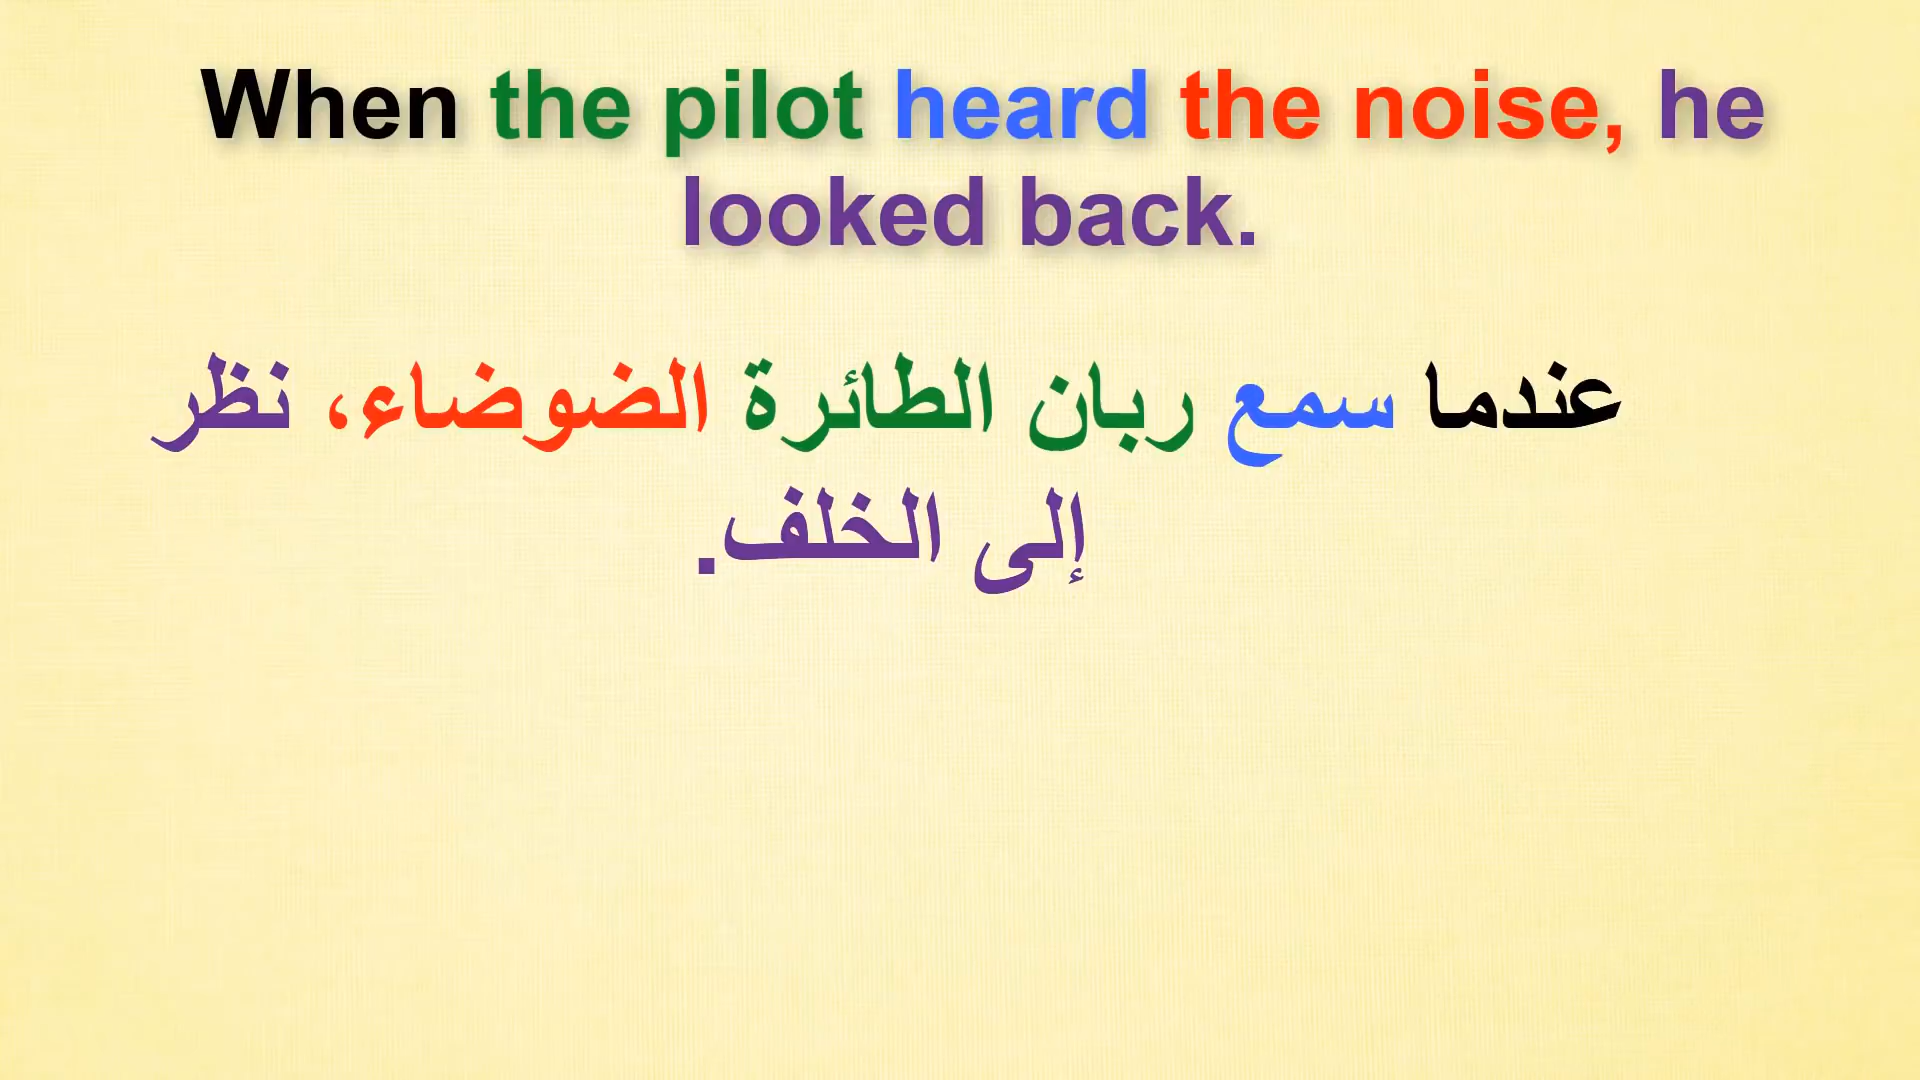 When the pilot heard the noise, he
looked back.
عندما سمع ربان الطائرة الضوضاء، نظر
إلى الخلف.